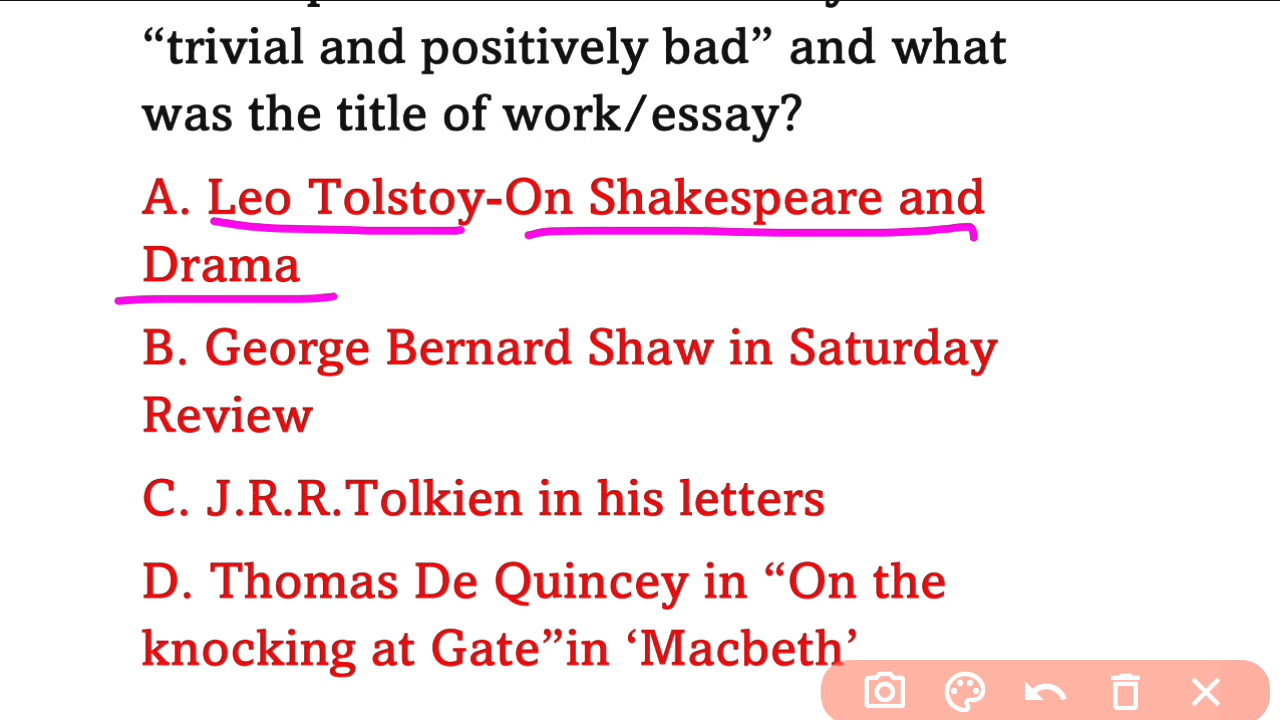 “trivial and positively bad” and what
was the title of work/essay?
A. Leo Tolstoy-On Shakespeare and
Drama
B. George Bernard Shaw in Saturday
Review
C. J.R.R.Tolkien in his letters
D. Thomas De Quincey in “On the
knocking at Gate”in ‘Macbeth’